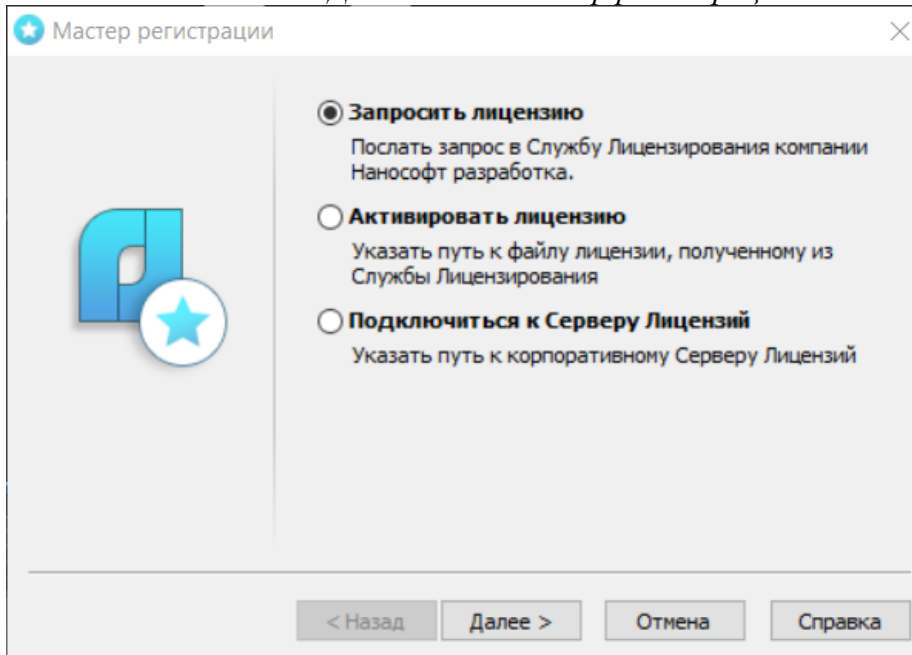 Мастер регистрации
Запросить лицензию
Послать запрос в Службу Лицензирования компании
Нанософт разработка.
Активировать лицензию
Указать путь к файлу лицензии, полученному из
Службы Лицензирования
Подключиться к Серверу Лицензий
Указать путь к корпоративному Серверу Лицензий
< Назад Далее > Отмена Справка